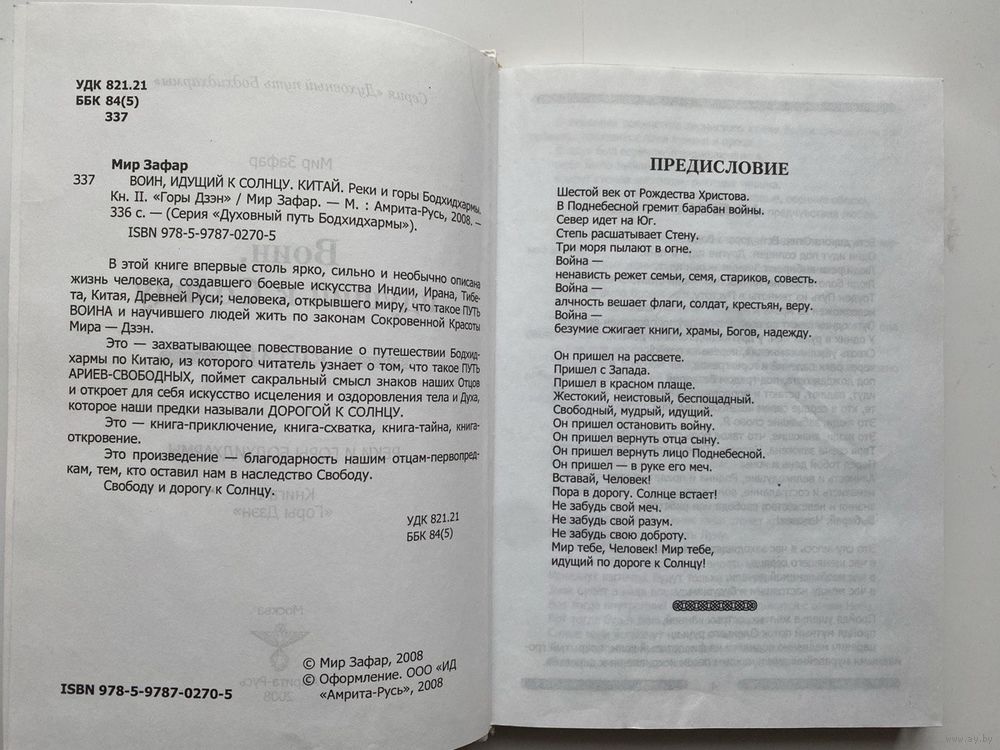 УДК 821.21
ББК 84(5)
337
Мир Зафар
337 ВОИН, ИДУЩИЙ К СОЛНЦУ. КИТАЙ. Реки и горы Бодхидхармы.
Кн. II. «Горы Дзэн» / Мир Зафар. — М. : Амрита-Русь, 2008. —
336 с. — (Серия «Духовный путь Бодхидхармы»).
ISBN 978-5-9787-0270-5
В этой книге впервые столь ярко, сильно и необычно описана
жизнь человека, создавшего боевые искусства Индии, Ирана, Тибе-
та, Китая, Древней Руси; человека, открывшего миру, что такое ПУТЬ
ВОИНА и научившего людей жить по законам Сокровенной Красоты
Мира — Дзэн.
Это — захватывающее повествование о путешествии Бодхид-
хармы по Китаю, из которого читатель узнает о том, что такое ПУТЬ
АРИЕВ-СВОБОДНЫХ, поймет сакральный смысл знаков наших Отцов
и откроет для себя искусство исцеления и оздоровления тела и Духа,
которое наши предки называли ДОРОГОЙ К СОЛНЦУ.
Это — книга-приключение, книга-схватка, книга-тайна, книга-
откровение.
Это произведение — благодарность нашим отцам-первопред-
кам, тем, кто оставил нам в наследство Свободу.
Свободу и дорогу к Солнцу.
УДК 821.21
ББК 84(5)
© Мир Зафар, 2008
© Оформление. ООО «ИД
«Амрита-Русь», 2008
ISBN 978-5-9787-0270-5
ПРЕДИСЛОВИЕ
Шестой век от Рождества Христова.
В Поднебесной гремит барабан войны.
Север идет на Юг.
Степь расшатывает Стену.
Три моря пылают в огне.
Война —
ненависть режет семьи, семя, стариков, совесть.
Война —
алчность вешает флаги, солдат, крестьян, веру.
Война —
безумие сжигает книги, храмы, Богов, надежду.
Он пришел на рассвете.
Пришел с Запада.
Пришел в красном плаще.
Жестокий, неистовый, беспощадный.
Свободный, мудрый, идущий.
Он пришел остановить войну.
Он пришел вернуть отца сыну.
Он пришел вернуть лицо Поднебесной.
Он пришел — в руке его меч.
Вставай, Человек!
Пора в дорогу. Солнце встает!
Не забудь свой меч.
Не забудь свой разум.
Не забудь свою доброту.
Мир тебе, Человек! Мир тебе,
идущий по дороге к Солнцу!
www.ay.by